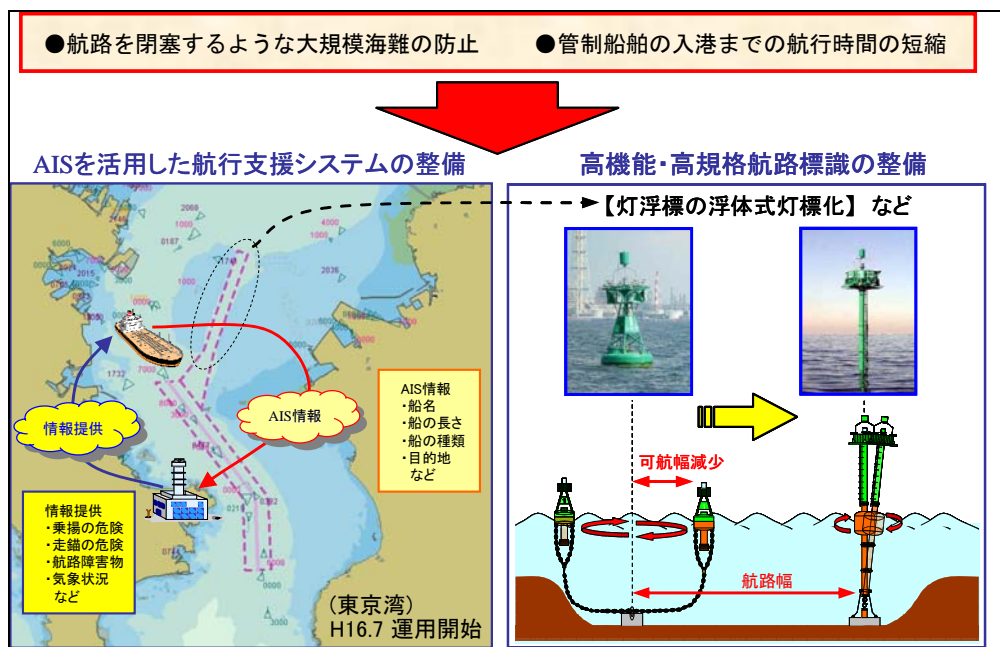 ●航路を閉塞するような大規模海難の防止　●管制船舶の入港までの航行時間の短縮
AISを活用した航行支援システムの整備
高機能・高規格航路標識の整備
【灯浮標の浮体式灯標化】 など
AIS情報
・船名
・船の長さ
・船の種類
・目的地
など
AIS情報
情報提供
情報提供
・乗揚の危険
・走錨の危険
・航路障害物
・気象状況
など
(東京湾)
H16.7 運用開始
可航幅減少
航路幅